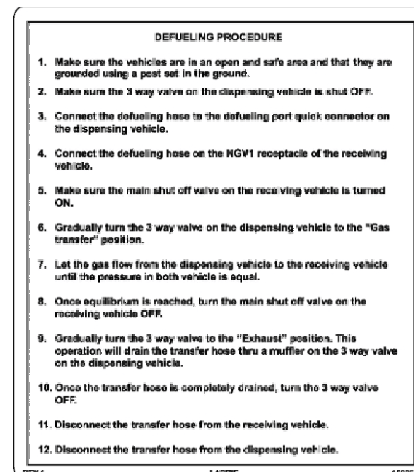 DEFUELING PROCEDURE
1. Make sure the vehicles are in an open and safe area and that they are
grounded using a post set in the ground.
2. Make sure the 3 way valve on the dispensing vehicle is shut OFF.
3. Connect the defueling hose to the defueling port quick connector on
the dispensing vehicle.
4. Connect the defueling hose on the NGV1 receptacle of the receiving
vehicle.
5. Make sure the main shut off valve on the receiving vehicle is turned
ON.
6. Gradually turn the 3 way valve on the dispensing vehicle to the "Gas
transfer" position.
7. Let the gas flow from the dispensing vehicle to the receiving vehicle
until the pressure in both vehicle is equal.
8. Once equilibrium is reached, turn the main shut off valve on the
receiving vehicle OFF.
9. Gradually turn the 3 way valve to the "Exhaust" position. This
operation will drain the transfer hose thru a muffler on the 3 way valve
on the dispensing vehicle.
10. Once the transfer hose is completely drained, turn the 3 way valve
OFF.
11. Disconnect the transfer hose from the receiving vehicle.
12. Disconnect the transfer hose from the dispensing vehicle.